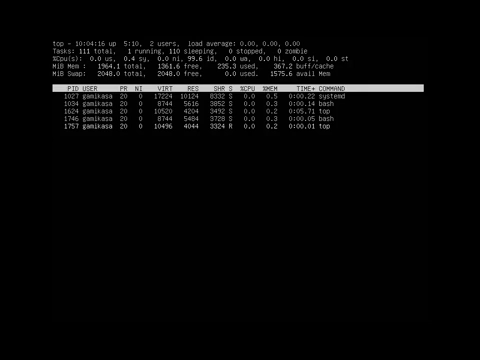 top - 10:04:16 up  5:10,  2 users,  load average: 0.00, 0.00, 0.00
Tasks: 111 total,   1 running, 110 sleeping,   0 stopped,   0 zombie
%Cpu(s):  0.0 us,  0.4 sy,  0.0 ni, 99.6 id,  0.0 wa,  0.0 hi,  0.0 si,  0.0 st
MiB Mem :   1964.1 total,   1361.6 free,    235.3 used,    367.2 buff/cache
MiB Swap:   2048.0 total,   2048.0 free,      0.0 used.   1575.6 avail Mem
PID USER      PR  NI    VIRT    RES    SHR S  %CPU  %MEM     TIME+ COMMAND
1027 gamikasa  20   0   17224  10124   8332 S   0.0   0.5   0:00.22 systemd
1034 gamikasa  20   0    8744   5616   3852 S   0.0   0.3   0:00.14 bash
1624 gamikasa  20   0   10520   4204   3492 S   0.0   0.2   0:05.71 top
1746 gamikasa  20   0    8744   5484   3728 S   0.0   0.3   0:00.05 bash
1757 gamikasa  20   0   10496   4044   3324 R   0.0   0.2   0:00.01 top